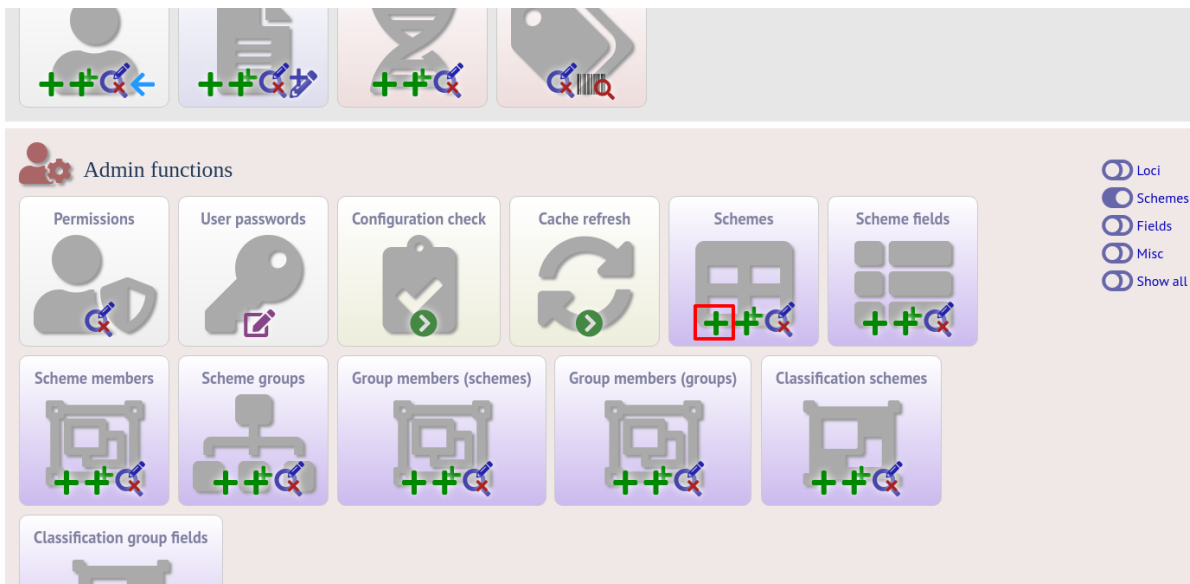 Admin functions
Loci
Schemes
Fields
Misc
Show all
Permissions
User passwords
Configuration check
Cache refresh
Schemes
Scheme fields
Scheme members
Scheme groups
Group members (schemes)
Group members (groups)
Classification schemes
Classification group fields